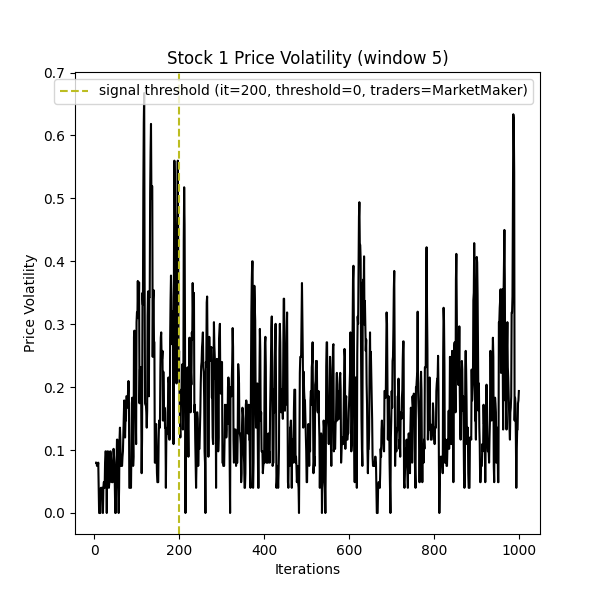 Stock 1 Price Volatility (window 5)
signal threshold (it=200, threshold=0, traders=MarketMaker)
Price Volatility
0.7
0.6
0.5
0.4
0.3
0.2
0.1
0.0
0 200 400 600 800 1000
Iterations